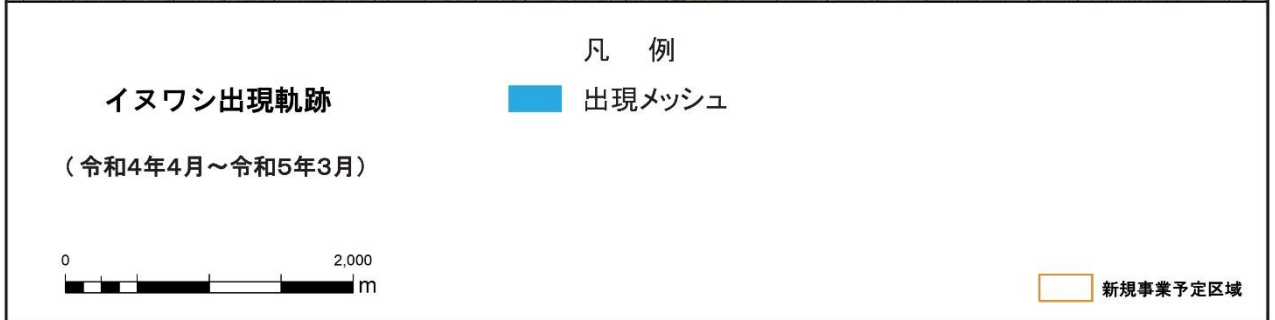 凡 例
イヌワシ出現軌跡
出現メッシュ
(令和4年4月～令和5年3月)
0 2,000
m
新規事業予定区域